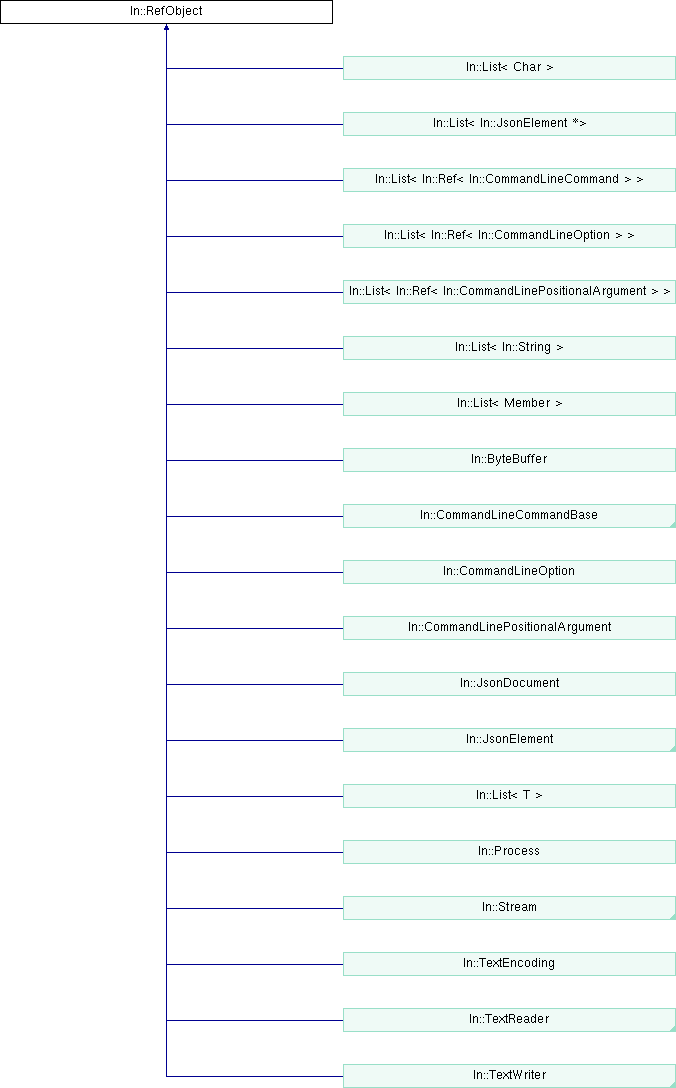 ln::RefObject
ln::List< Char >
ln::List< ln::JsonElement *>
ln::List< ln::Ref< ln::CommandLineCommand > >
ln::List< ln::Ref< ln::CommandLineOption > >
ln::List< ln::Ref< ln::CommandLinePositionalArgument > >
ln::List< ln::String >
ln::List< Member >
ln::ByteBuffer
ln::CommandLineCommandBase
ln::CommandLineOption
ln::CommandLinePositionalArgument
ln::JsonDocument
ln::JsonElement
ln::List< T >
ln::Process
ln::Stream
ln::TextEncoding
ln::TextReader
ln::TextWriter